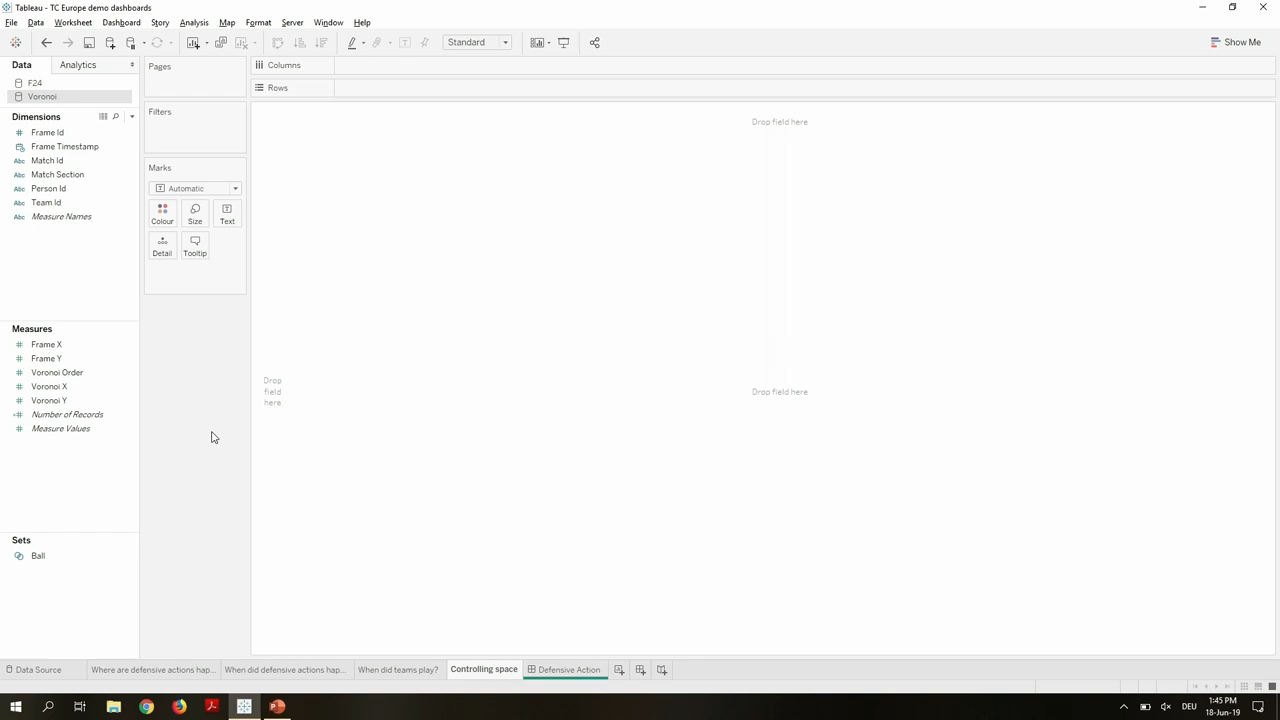 Tableau - TC Europe demo dashboards
File Data Worksheet Dashboard Story Analysis Map Format Server Window Help
Standard
Show Me
Data Analytics
Pages
Columns
F24
Rows
Voronoi
Filters
Dimensions
Drop field here
Frame Id
Frame Timestamp
Abc Match Id
Marks
Abc Match Section
Abc Person Id
Automatic
Abc Team Id
Abc Measure Names
Colour Size Text
Detail Tooltip
Measures
Frame X
Frame Y
Voronoi Order
Voronoi X
Voronoi Y
Number of Records
Measure Values
Drop
field
here
Drop field here
Sets
Ball
Data Source Where are defensive actions hap... When did defensive actions hap... When did teams play? Controlling space Defensive Action
DEU
1:45 PM
18-Jun-19